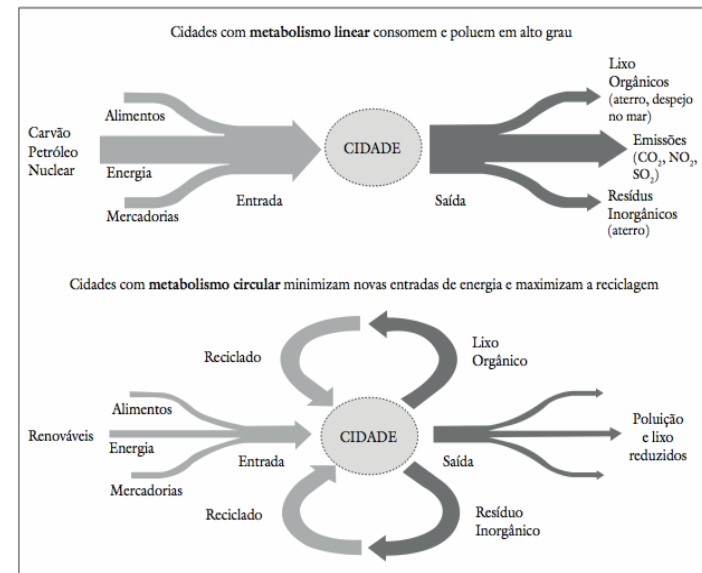 Cidades com metabolismo linear consomem e poluem em alto grau
Lixo
Orgânicos
(aterro, despejo
no mar)
Alimentos
Carvão
Petróleo
Nuclear
CIDADE
Emissões
(CO₂, NO₂,
SO₂)
Energia
Mercadorias
Entrada
Saída
Resídus
Inorgânicos
(aterro)
Cidades com metabolismo circular minimizam novas entradas de energia e maximizam a reciclagem
Reciclado
Lixo
Orgânico
Alimentos
Renováveis
Energia
Entrada
CIDADE
Saída
Poluição
e lixo
reduzidos
Mercadorias
Reciclado
Resíduo
Inorgânico